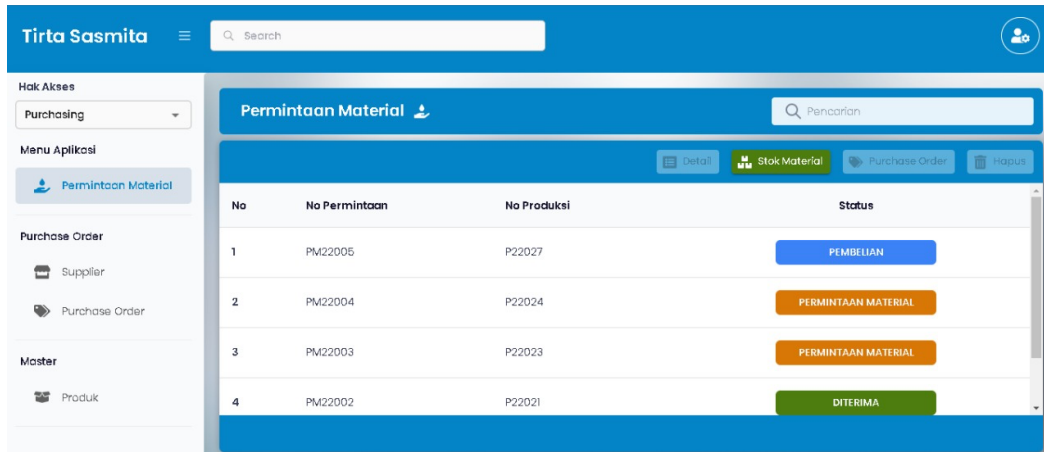 Tirta Sasmita
Search
Hak Akses
Purchasing
Menu Aplikasi
Permintaan Material
Purchase Order
Supplier
Purchase Order
Master
Produk
Permintaan Material
Pencarian
Detail
Stok Material
Purchase Order
Hapus
No No Permintaan No Produksi Status
1 PM22005 P22027 PEMBELIAN
2 PM22004 P22024 PERMINTAAN MATERIAL
3 PM22003 P22023 PERMINTAAN MATERIAL
4 PM22002 P22021 DITERIMA